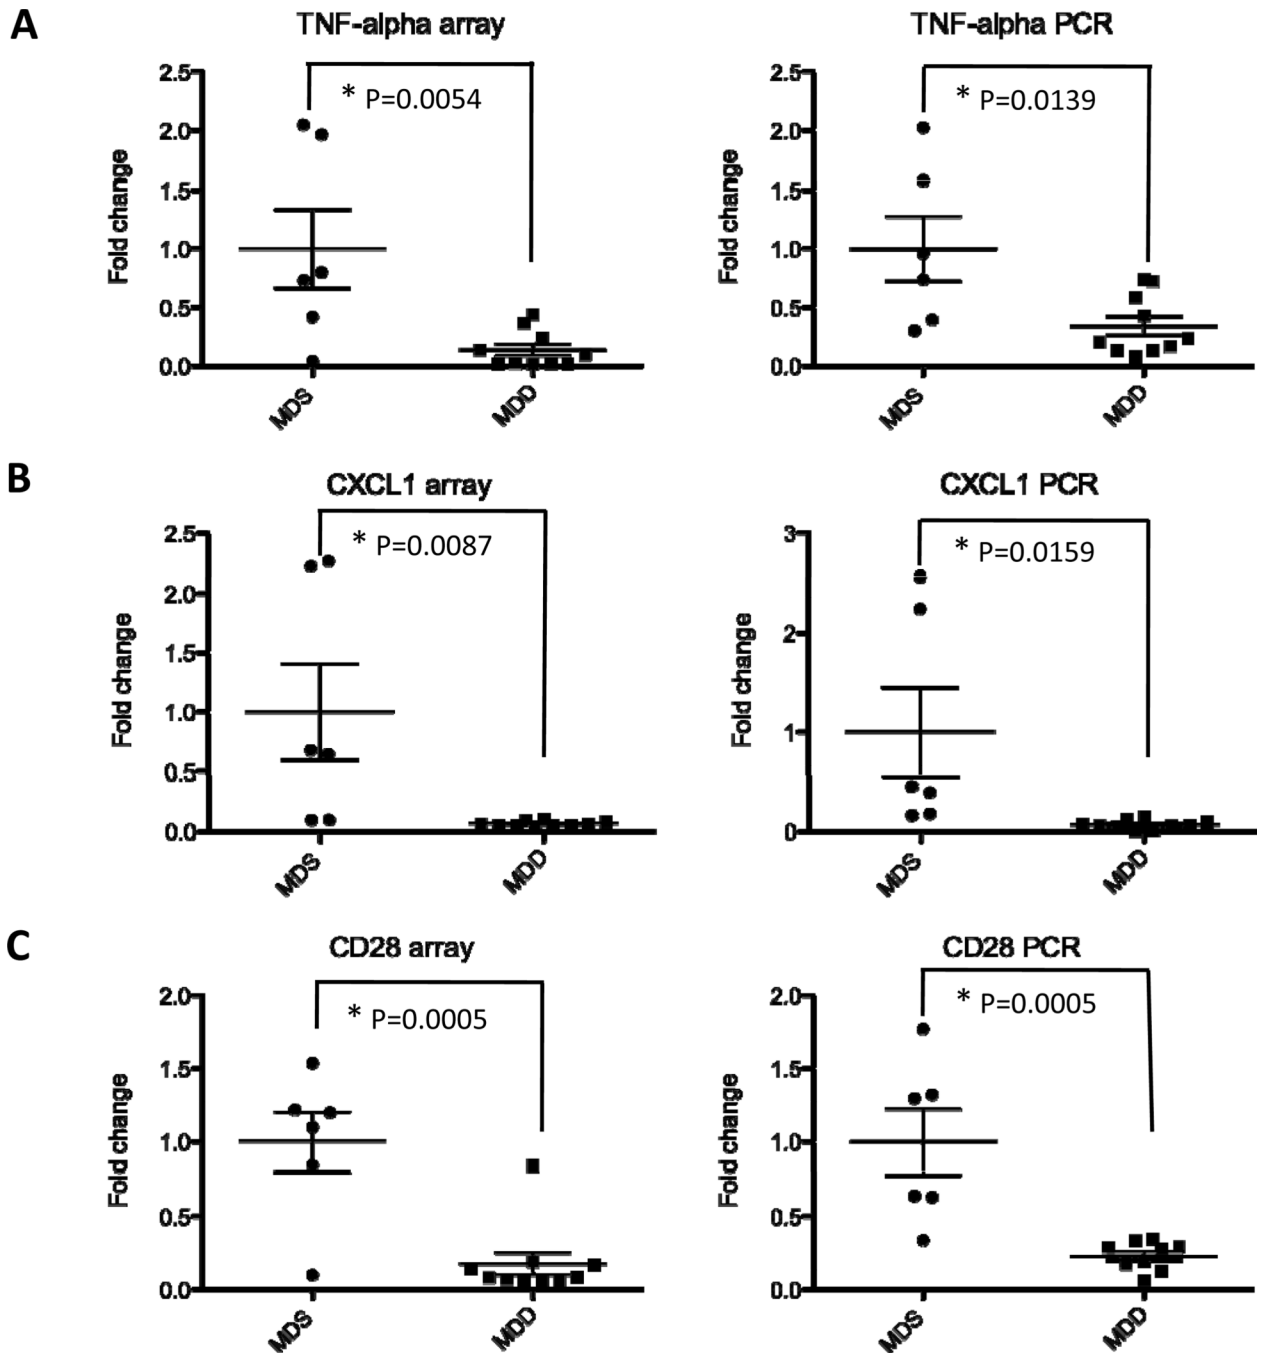 A
TNF-alpha array
* P=0.0054
Fold change
2.5
2.0
1.5
1.0
0.5
0.0
MDS
MDD
TNF-alpha PCR
* P=0.0139
Fold change
2.5
2.0
1.5
1.0
0.5
0.0
MDS
MDD
B
CXCL1 array
* P=0.0087
Fold change
2.5
2.0
1.5
1.0
0.5
0.0
MDS
MDD
CXCL1 PCR
* P=0.0159
Fold change
3
2
1
0
MDS
MDD
C
CD28 array
* P=0.0005
Fold change
2.0
1.5
1.0
0.5
0.0
MDS
MDD
CD28 PCR
* P=0.0005
Fold change
2.0
1.5
1.0
0.5
0.0
MDS
MDD